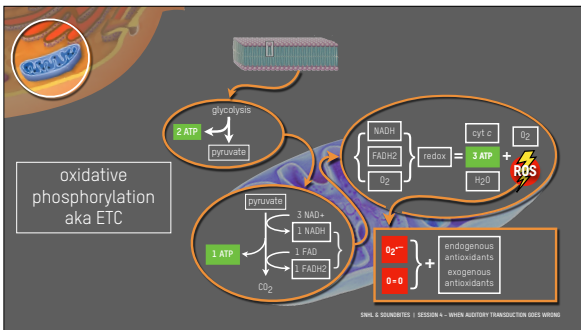 glycolysis
2 ATP
pyruvate
NADH
FADH2
O2
redox
=
cyt c
3 ATP
H2O
+
O2
ROS
oxidative
phosphorylation
aka ETC
pyruvate
3 NAD+
1 NADH
1 ATP
1 FAD
1 FADH2
CO2
O2•–
O=O
+
endogenous
antioxidants
exogenous
antioxidants
SNHL & SOUNDBITES | SESSION 4 – WHEN AUDITORY TRANSDUCTION GOES WRONG